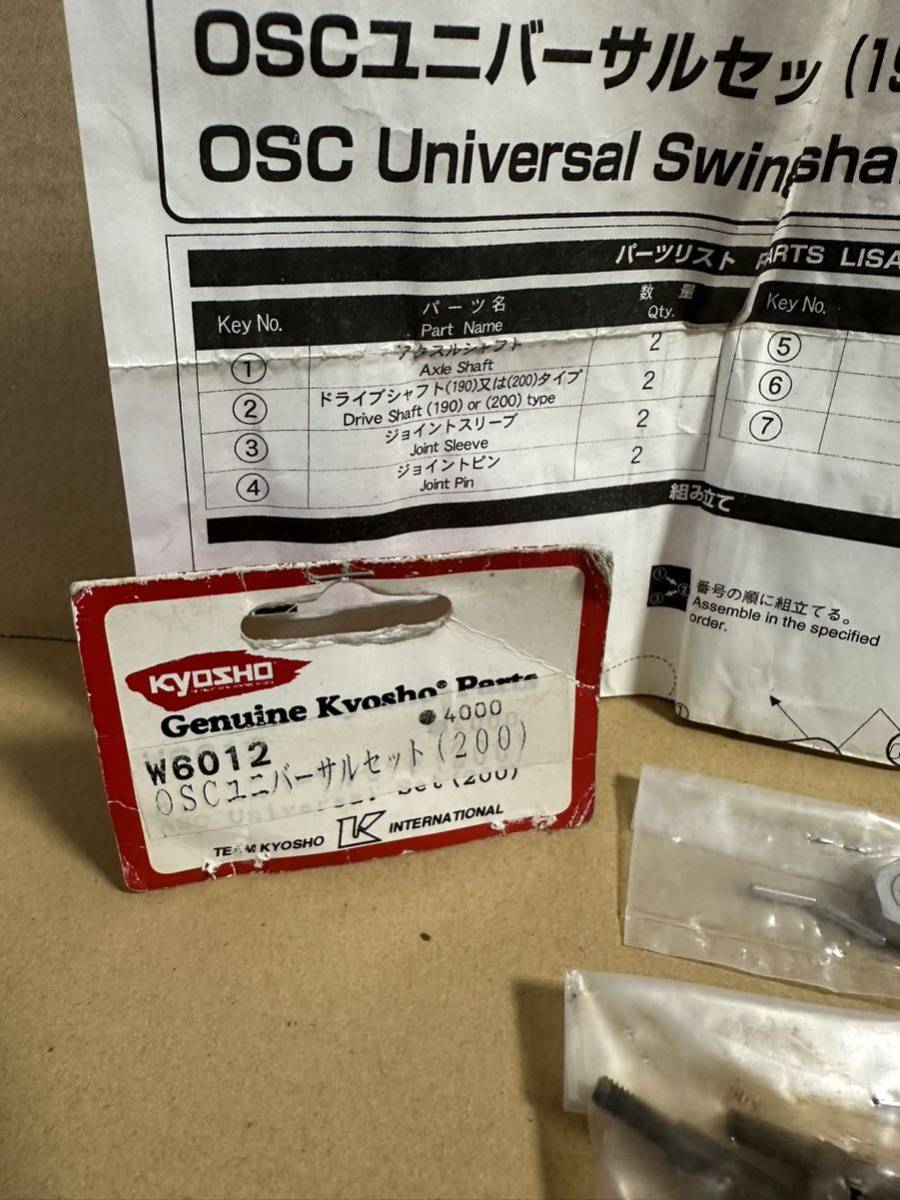 OSCユニバーサルセッ(19
OSC Universal Swingsha
パーツリスト PARTS LIS
Key No.
パーツ名
Part Name
数量
Qty.
Key No.
①
アクスルシャフト
Axle Shaft
2
⑤
②
ドライブシャフト(190)又は(200)タイプ
Drive Shaft (190) or (200) type
2
⑥
③
ジョイントスリーブ
Joint Sleeve
2
⑦
④
ジョイントピン
Joint Pin
2
組み立て
番号の順に組立てる。
Assemble in the specified
order.
KYOSHO
Genuine Kyosho® Parts
4000
W6012
OSCユニバーサルセット(200)
OSC Universal Set (200)
TEAM KYOSHO K INTERNATIONAL